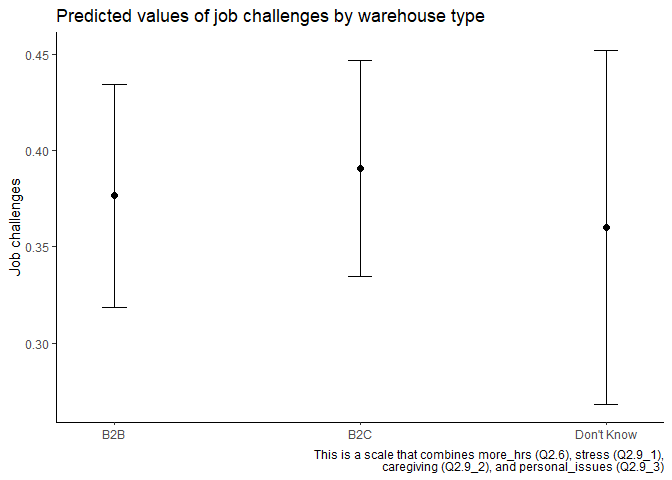 Predicted values of job challenges by warehouse type
Job challenges
0.45
0.40
0.35
0.30
B2B
B2C
Don't Know
This is a scale that combines more_hrs (Q2.6), stress (Q2.9_1),
caregiving (Q2.9_2), and personal_issues (Q2.9_3)